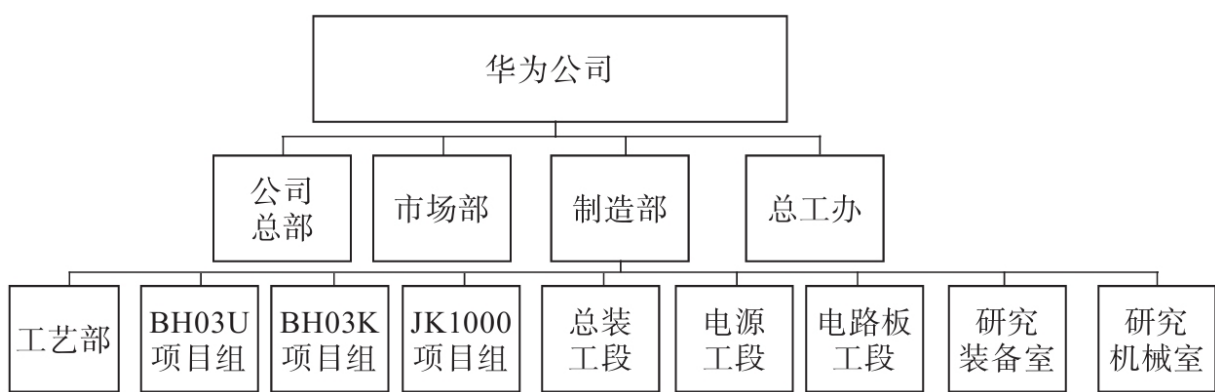 华为公司
公司
总部
市场部
制造部
总工办
工艺部
BH03U
项目组
BH03K
项目组
JK1000
项目组
总装
工段
电源
工段
电路板
工段
研究
装备室
研究
机械室